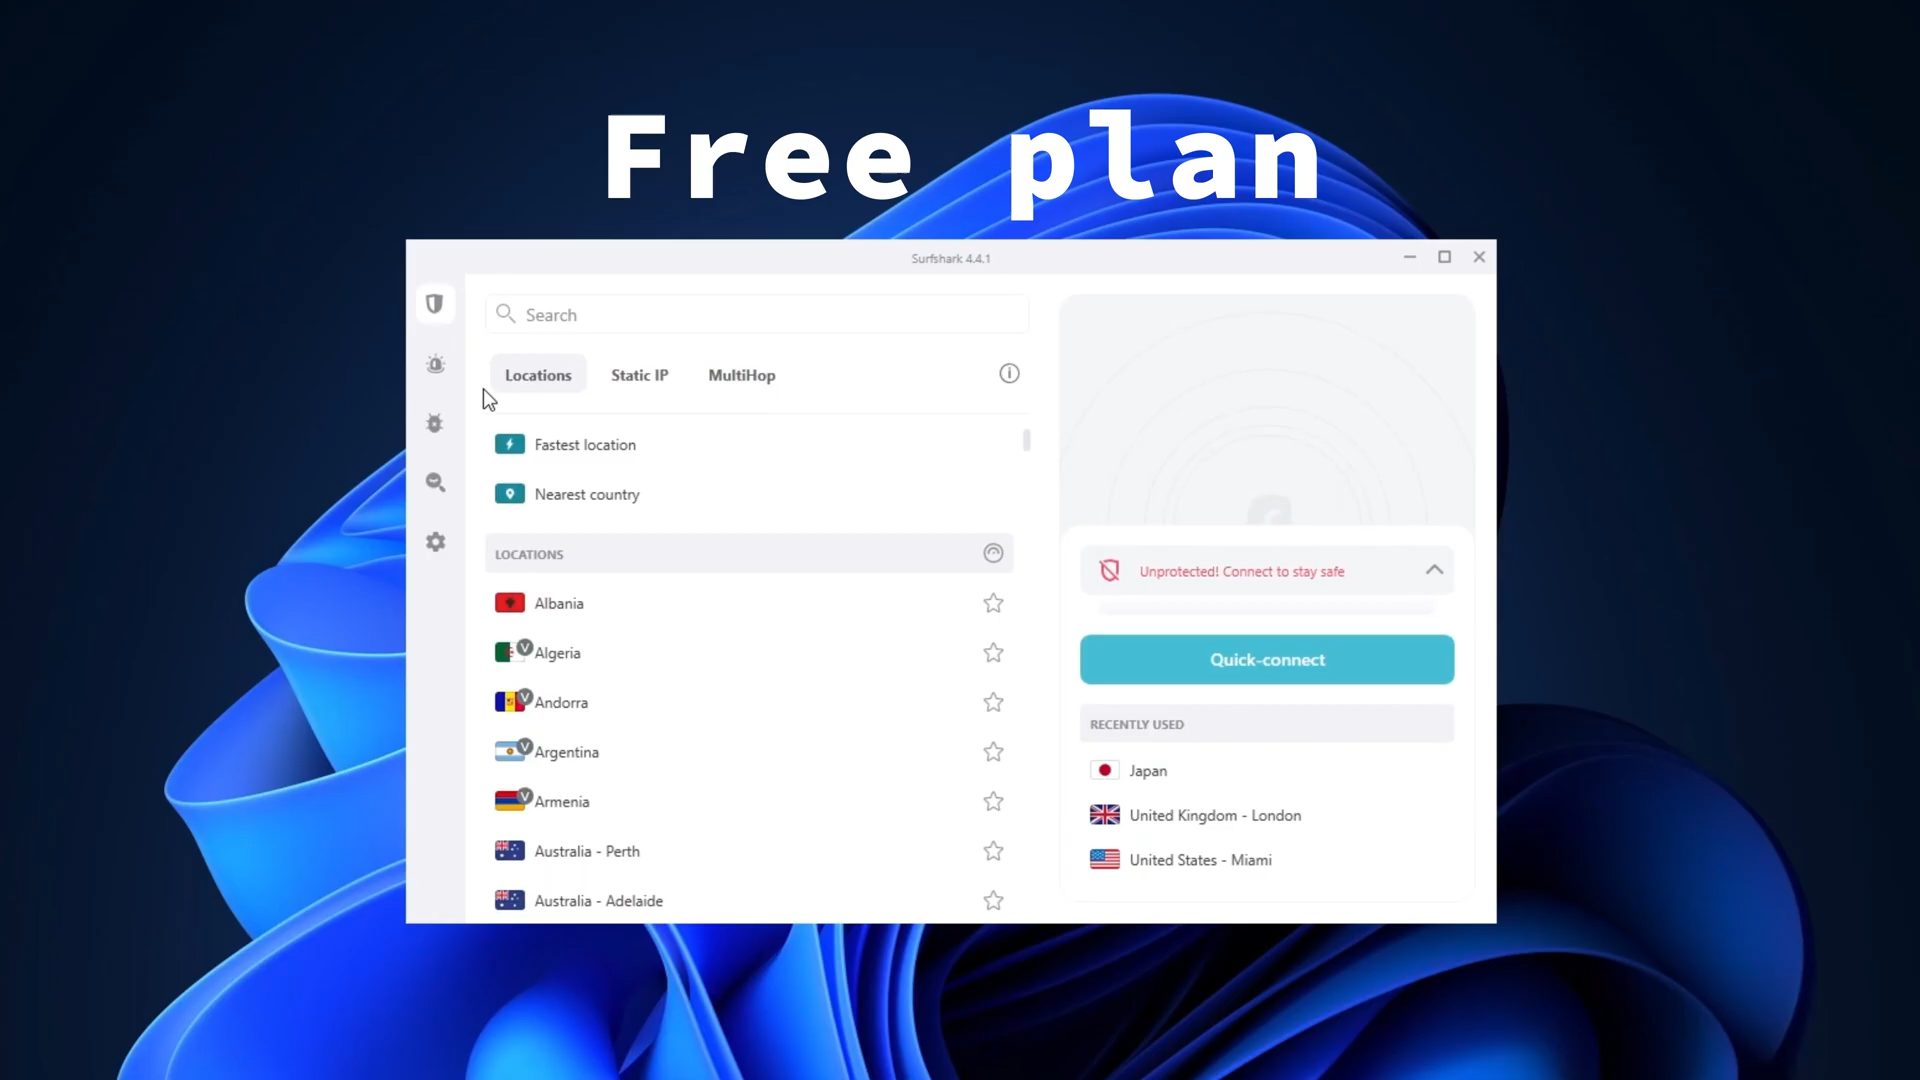 Free plan
Surfshark 4.4.1
Search
Locations
Static IP
MultiHop
Fastest location
Nearest country
LOCATIONS
Albania
V Algeria
V Andorra
V Argentina
V Armenia
Australia - Perth
Australia - Adelaide
Unprotected! Connect to stay safe
Quick-connect
RECENTLY USED
Japan
United Kingdom - London
United States - Miami